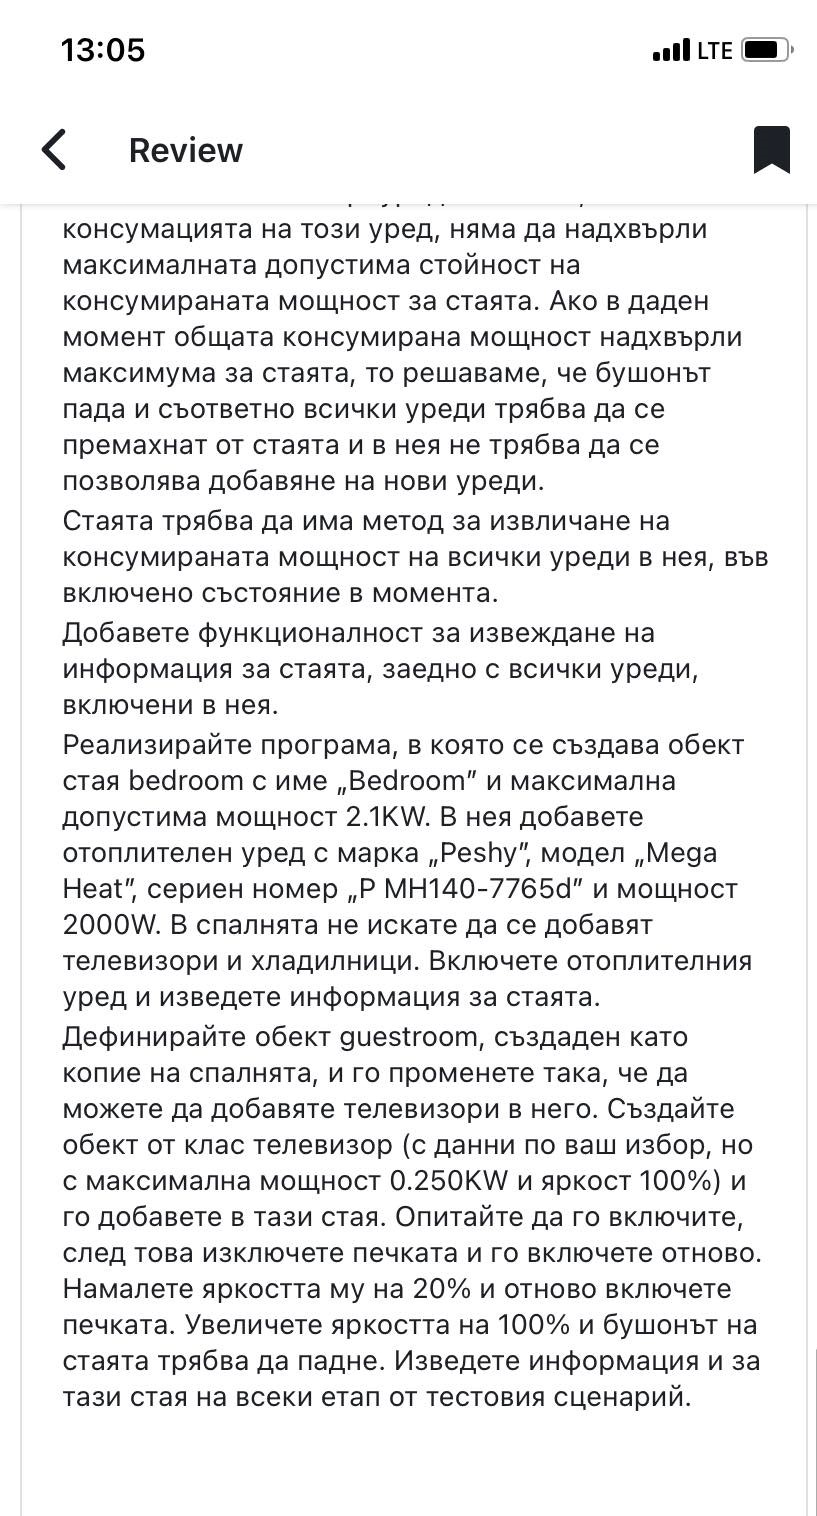 13:05
LTE
Review
консумацията на този уред, няма да надхвърли
максималната допустима стойност на
консумираната мощност за стаята. Ако в даден
момент общата консумирана мощност надхвърли
максимума за стаята, то решаваме, че бушонът
пада и съответно всички уреди трябва да се
премахнат от стаята и в нея не трябва да се
позволява добавяне на нови уреди.
Стаята трябва да има метод за извличане на
консумираната мощност на всички уреди в нея, във
включено състояние в момента.
Добавете функционалност за извеждане на
информация за стаята, заедно с всички уреди,
включени в нея.
Реализирайте програма, в която се създава обект
стая bedroom с име „Bedroom” и максимална
допустима мощност 2.1KW. В нея добавете
отоплителен уред с марка „Peshy”, модел „Mega
Heat”, сериен номер „P MH140-7765d” и мощност
2000W. В спалнята не искате да се добавят
телевизори и хладилници. Включете отоплителния
уред и изведете информация за стаята.
Дефинирайте обект guestroom, създаден като
копие на спалнята, и го променете така, че да
можете да добавяте телевизори в него. Създайте
обект от клас телевизор (с данни по ваш избор, но
с максимална мощност 0.250KW и яркост 100%) и
го добавете в тази стая. Опитайте да го включите,
след това изключете печката и го включете отново.
Намалете яркостта му на 20% и отново включете
печката. Увеличете яркостта на 100% и бушонът на
стаята трябва да падне. Изведете информация и за
тази стая на всеки етап от тестовия сценарий.